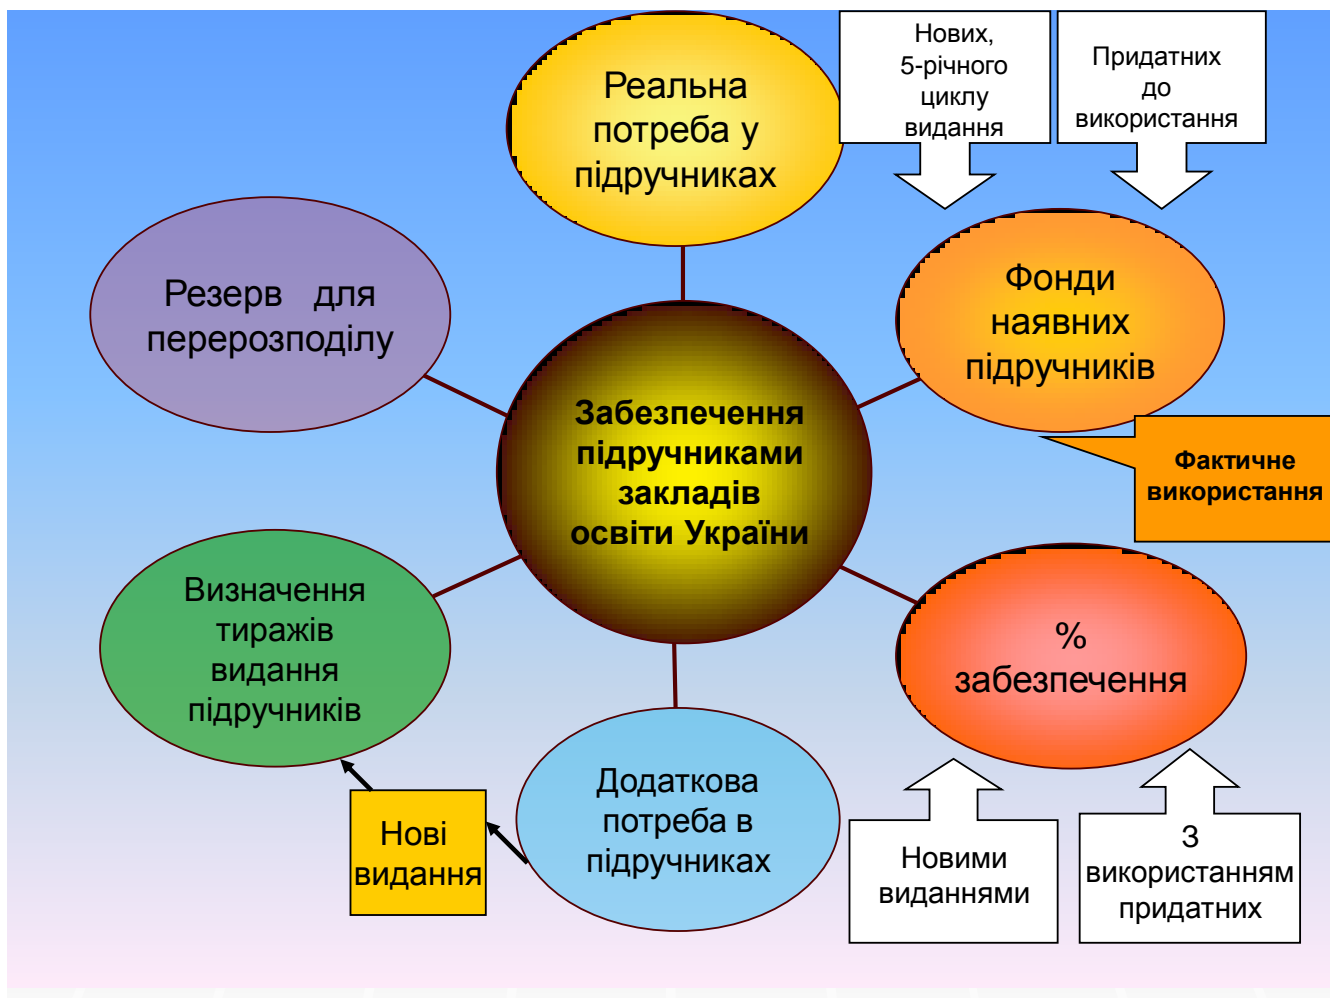 Реальна
потреба у
підручниках
Нових,
5-річного
циклу
видання
Придатних
до
використання
Резерв для
перерозподілу
Фонди
наявних
підручників
Забезпечення
підручниками
закладів
освіти України
Фактичне
використання
Визначення
тиражів
видання
підручників
%
забезпечення
Додаткова
потреба в
підручниках
Нові
видання
Новими
виданнями
З
використанням
придатних